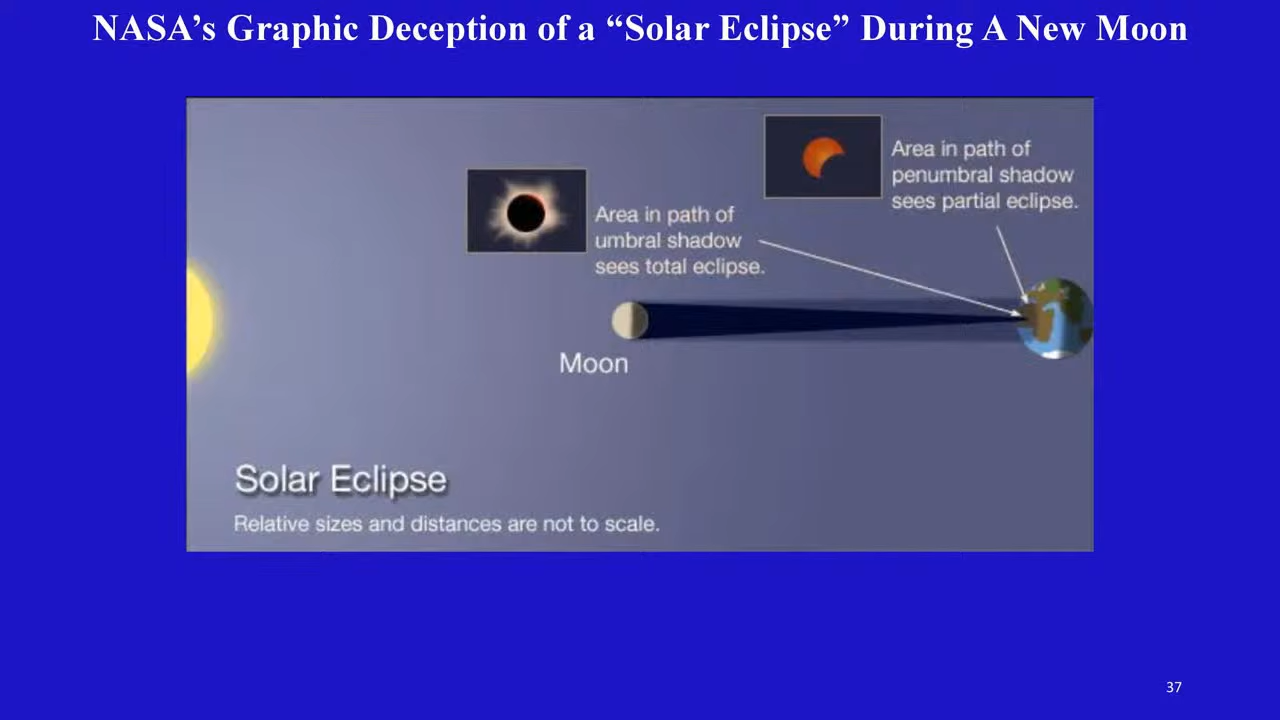 NASA’s Graphic Deception of a “Solar Eclipse” During A New Moon
Area in path of
penumbral shadow
sees partial eclipse.
Area in path of
umbral shadow
sees total eclipse.
Moon
Solar Eclipse
Relative sizes and distances are not to scale.
37